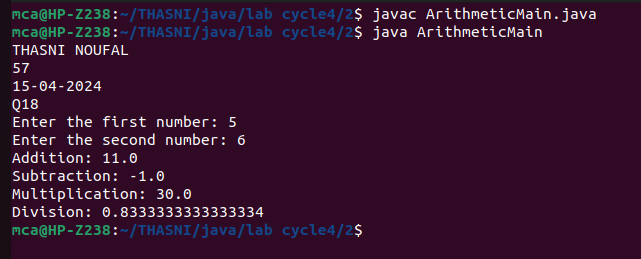 mca@HP-Z238:~/THASNI/java/lab cycle4/2$ javac ArithmeticMain.java
mca@HP-Z238:~/THASNI/java/lab cycle4/2$ java ArithmeticMain
THASNI NOUFAL
57
15-04-2024
Q18
Enter the first number: 5
Enter the second number: 6
Addition: 11.0
Subtraction: -1.0
Multiplication: 30.0
Division: 0.8333333333333334
mca@HP-Z238:~/THASNI/java/lab cycle4/2$